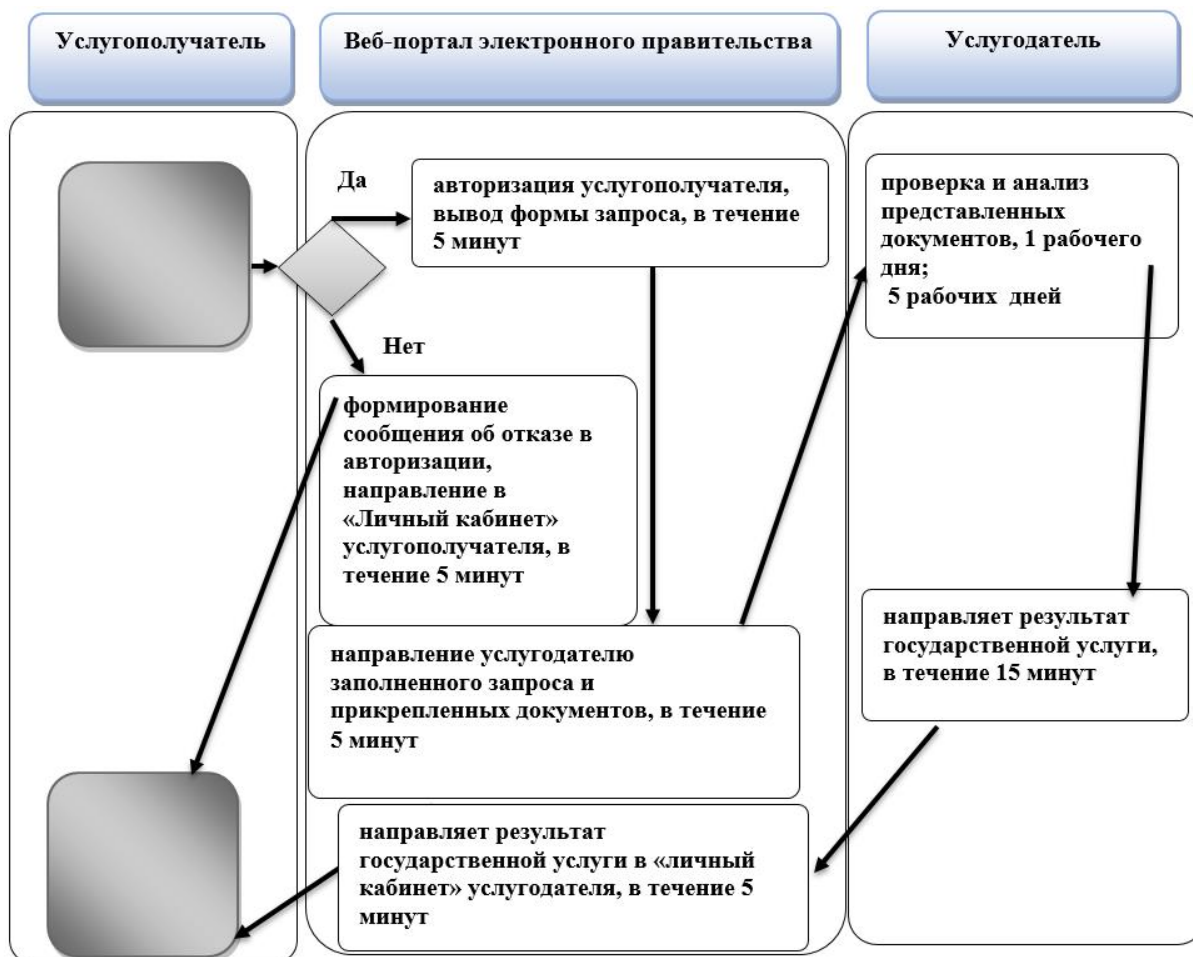 Услугополучатель
Веб-портал электронного правительства
Услугодатель
Да
авторизация услугополучателя,
вывод формы запроса, в течение
5 минут
проверка и анализ
представленных
документов, 1 рабочего
дня;
5 рабочих дней
Нет
формирование
сообщения об отказе в
авторизации,
направление в
«Личный кабинет»
услугополучателя, в
течение 5 минут
направление услугодателю
заполненного запроса и
прикрепленных документов, в течение
5 минут
направляет результат
государственной услуги,
в течение 15 минут
направляет результат
государственной услуги в «личный
кабинет» услугодателя, в течение 5
минут